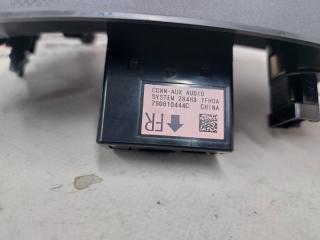 CONN-AUX AUDIO
SYSTEM 284H3 7FH0A
790810444C CHINA
FR